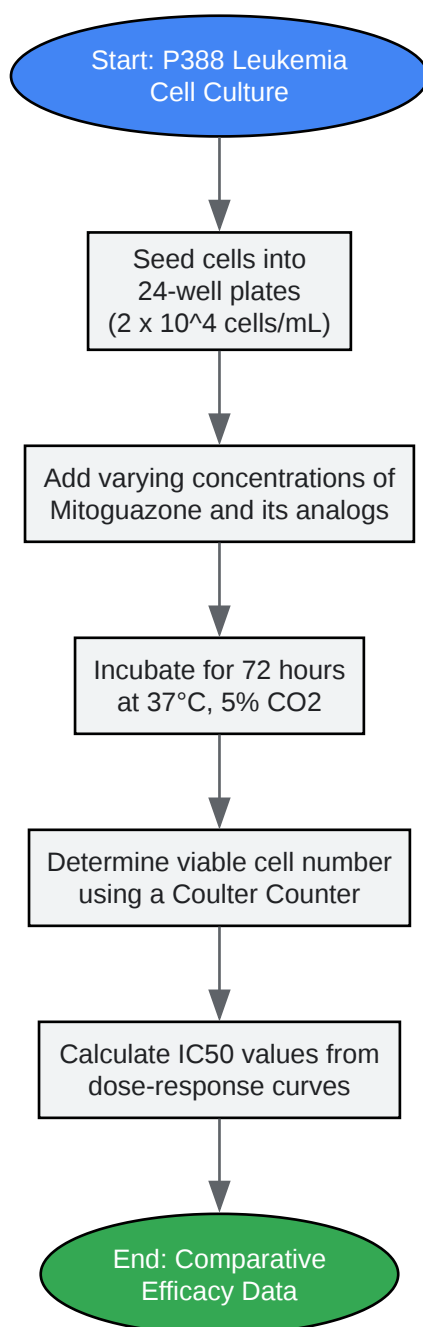 Start: P388 Leukemia
Cell Culture
Seed cells into
24-well plates
(2 x 10^4 cells/mL)
Add varying concentrations of
Mitoguazone and its analogs
Incubate for 72 hours
at 37°C, 5% CO2
Determine viable cell number
using a Coulter Counter
Calculate IC50 values from
dose-response curves
End: Comparative
Efficacy Data